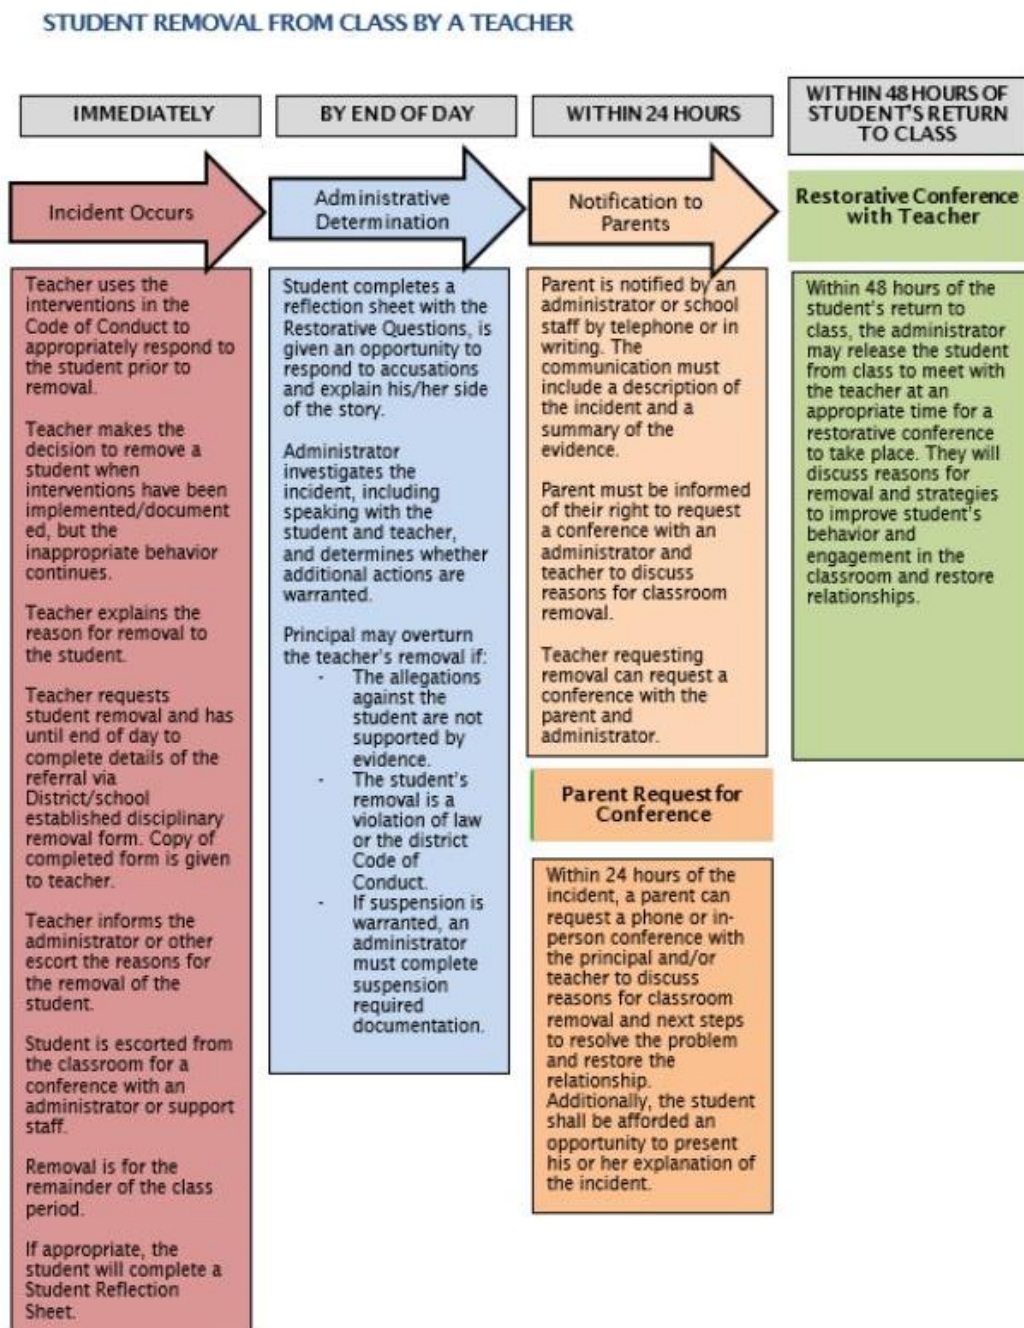 STUDENT REMOVAL FROM CLASS BY A TEACHER
IMMEDIATELY
Incident Occurs
Teacher uses the
interventions in the
Code of Conduct to
appropriately respond to
the student prior to
removal.
Teacher makes the
decision to remove a
student when
interventions have been
implemented/document
ed, but the
inappropriate behavior
continues.
Teacher explains the
reason for removal to
the student.
Teacher requests
student removal and has
until end of day to
complete details of the
referral via
District/school
established disciplinary
removal form. Copy of
completed form is given
to teacher.
Teacher informs the
administrator or other
escort the reasons for
the removal of the
student.
Student is escorted from
the classroom for a
conference with an
administrator or support
staff.
Removal is for the
remainder of the class
period.
If appropriate, the
student will complete a
Student Reflection
Sheet.
BY END OF DAY
Administrative
Determination
Student completes a
reflection sheet with the
Restorative Questions, is
given an opportunity to
respond to accusations
and explain his/her side
of the story.
Administrator
investigates the
incident, including
speaking with the
student and teacher,
and determines whether
additional actions are
warranted.
Principal may overturn
the teacher's removal if:
- The allegations
against the
student are not
supported by
evidence.
- The student's
removal is a
violation of law
or the district
Code of
Conduct.
- If suspension is
warranted, an
administrator
must complete
suspension
required
documentation.
WITHIN 24 HOURS
Notification to
Parents
Parent is notified by an
administrator or school
staff by telephone or in
writing. The
communication must
include a description of
the incident and a
summary of the
evidence.
Parent must be informed
of their right to request
a conference with an
administrator and
teacher to discuss
reasons for classroom
removal.
Teacher requesting
removal can request a
conference with the
parent and
administrator.
Parent Request for
Conference
Within 24 hours of the
incident, a parent can
request a phone or in-
person conference with
the principal and/or
teacher to discuss
reasons for classroom
removal and next steps
to resolve the problem
and restore the
relationship.
Additionally, the student
shall be afforded an
opportunity to present
his or her explanation of
the incident.
WITHIN 48 HOURS OF
STUDENT'S RETURN
TO CLASS
Restorative Conference
with Teacher
Within 48 hours of the
student's return to
class, the administrator
may release the student
from class to meet with
the teacher at an
appropriate time for a
restorative conference
to take place. They will
discuss reasons for
removal and strategies
to improve student's
behavior and
engagement in the
classroom and restore
relationships.